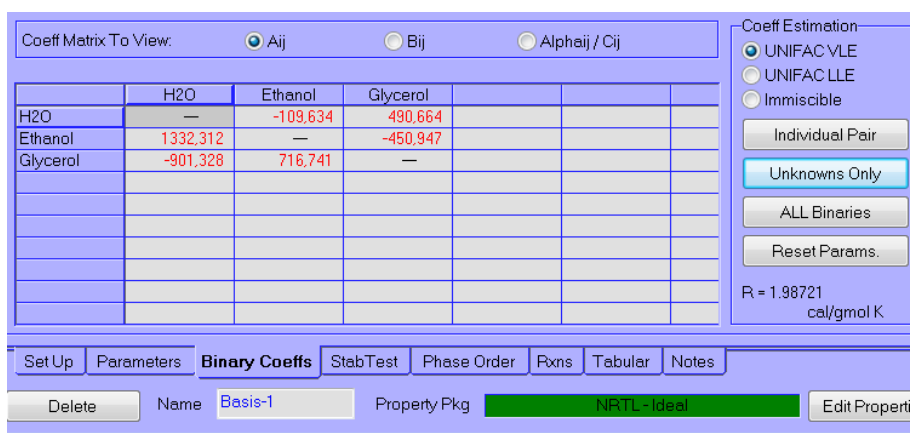 Coeff Matrix To View: Aij Bij Alphaij / Cij
Coeff Estimation
UNIFAC VLE
UNIFAC LLE
Immiscible
Individual Pair
Unknowns Only
ALL Binaries
Reset Params.
R = 1.98721
cal/gmol K
H2O Ethanol Glycerol
H2O — -109,634 490,664
Ethanol 1332,312 — -450,947
Glycerol -901,328 716,741 —
Set Up Parameters Binary Coeffs StabTest Phase Order Rxns Tabular Notes
Delete Name Basis-1 Property Pkg NRTL - Ideal Edit Properti